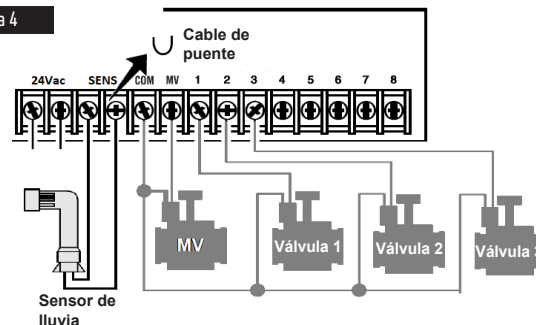 a 4
Cable de
puente
24Vac SENS COM MV 1 2 3 4 5 6 7 8
MV
Válvula 1
Válvula 2
Válvula 3
Sensor de
lluvia